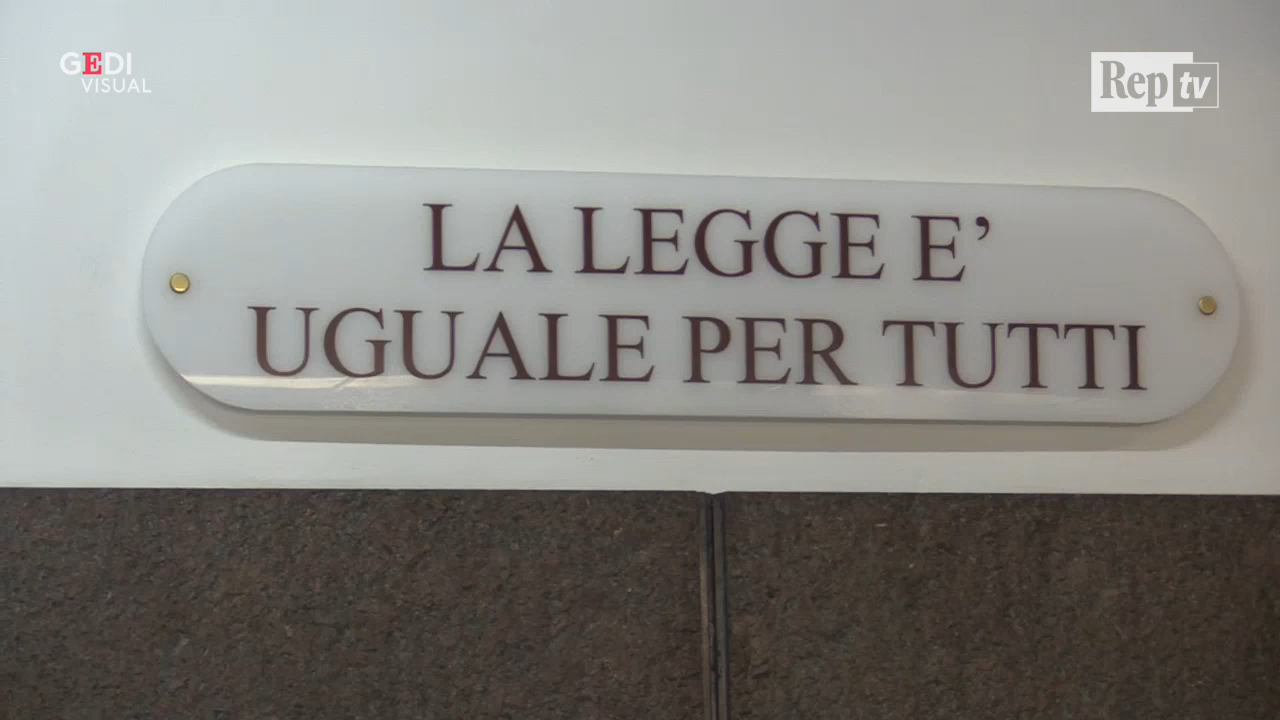 GEDI
VISUAL
Rep tv
LA LEGGE E’
UGUALE PER TUTTI